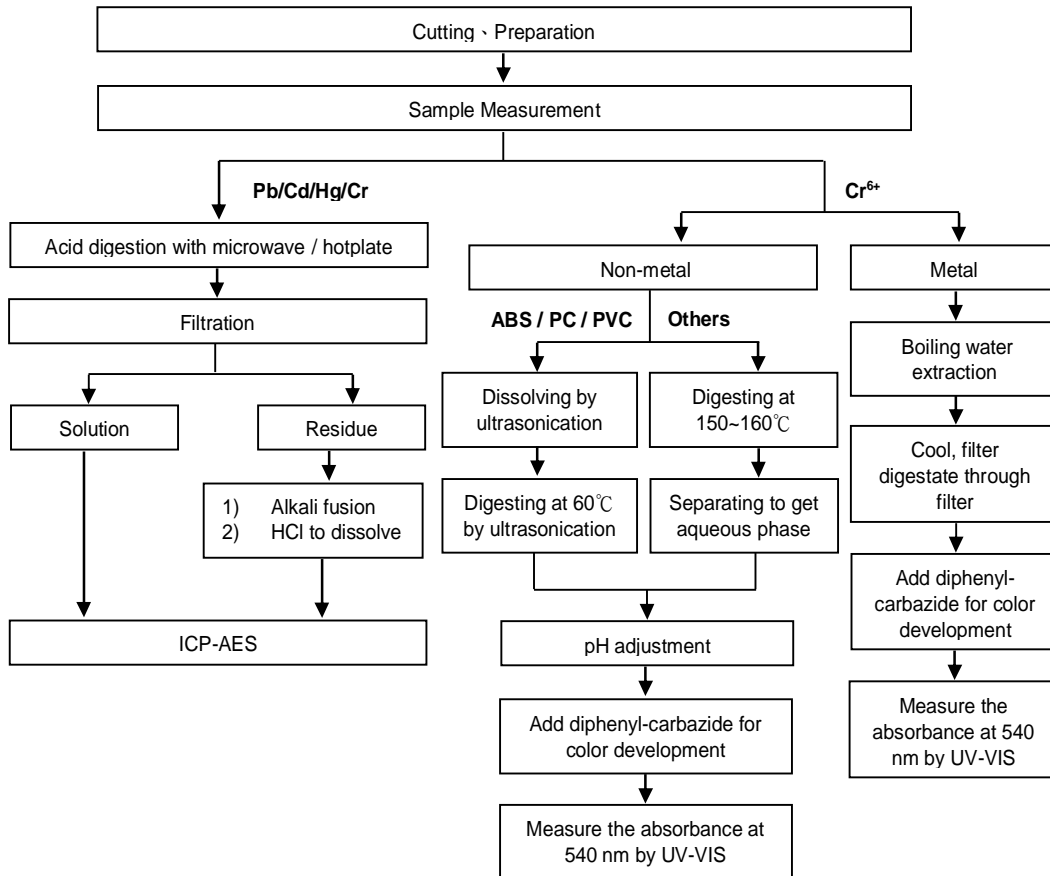 Cutting、Preparation
Sample Measurement
Pb/Cd/Hg/Cr
Cr⁶⁺
Acid digestion with microwave / hotplate
Non-metal
Metal
Filtration
ABS / PC / PVC
Others
Boiling water
extraction
Solution
Residue
Dissolving by
ultrasonication
Digesting at
150~160℃
Cool, filter
digestate through
filter
1) Alkali fusion
2) HCl to dissolve
Digesting at 60℃
by ultrasonication
Separating to get
aqueous phase
Add diphenyl-
carbazide for color
development
ICP-AES
pH adjustment
Measure the
absorbance at 540
nm by UV-VIS
Add diphenyl-carbazide for
color development
Measure the absorbance at
540 nm by UV-VIS